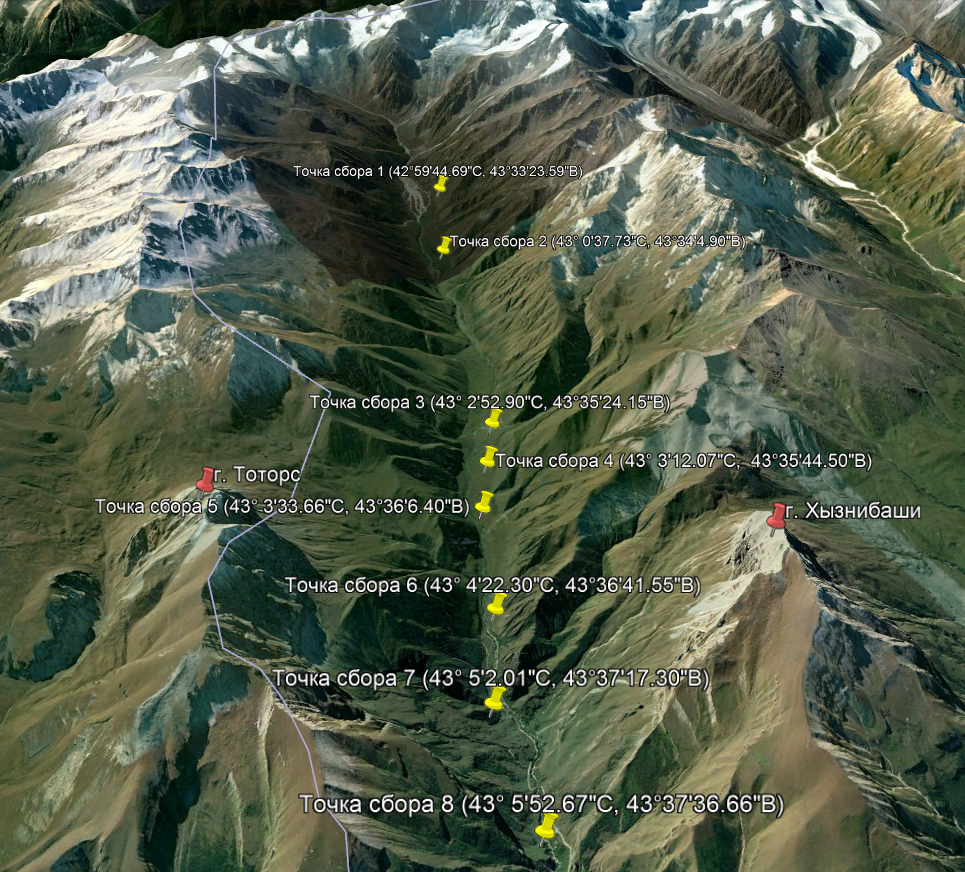 Точка сбора 1 (42°59'44.69"С, 43°33'23.59"В)
Точка сбора 2 (43° 0'37.73"С, 43°34'4.90"В)
Точка сбора 3 (43° 2'52.90"С, 43°35'24.15"В)
Точка сбора 4 (43° 3'12.07"С, 43°35'44.50"В)
г. Тоторс
Точка сбора 5 (43° 3'33.66"С, 43°36'6.40"В)
г. Хызнибаши
Точка сбора 6 (43° 4'22.30"С, 43°36'41.55"В)
Точка сбора 7 (43° 5'2.01"С, 43°37'17.30"В)
Точка сбора 8 (43° 5'52.67"С, 43°37'36.66"В)